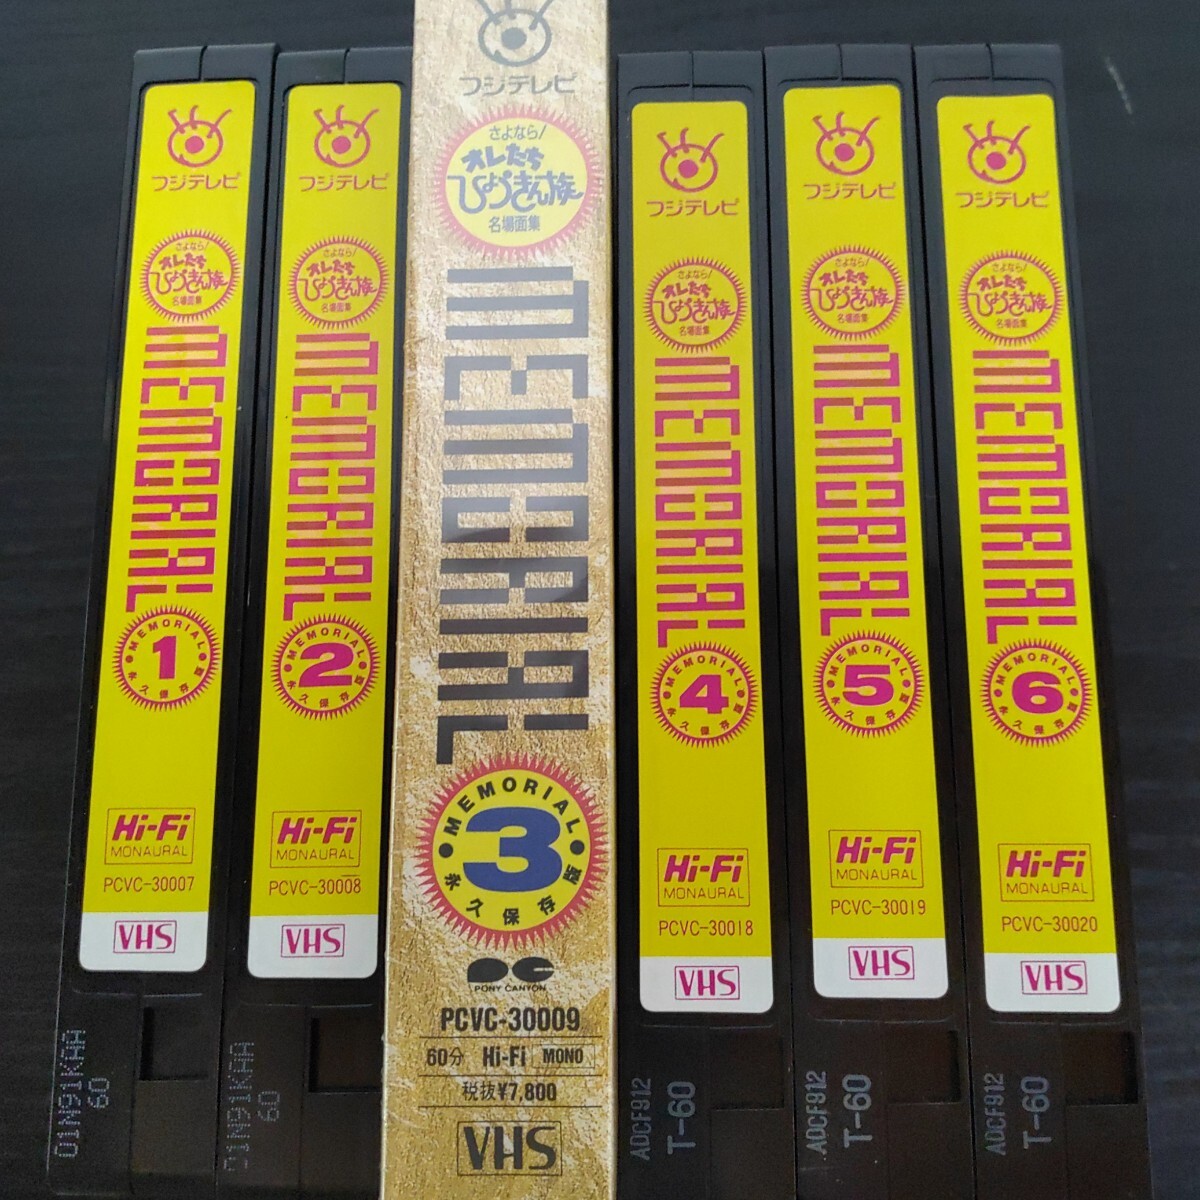 フジテレビ
さよなら!
オレたち
ひょうきん族
名場面集
MEMORIAL
MEMORIAL
1
永久保存版
Hi-Fi
MONAURAL
PCVC-30007
VHS
01N91KAA
60
フジテレビ
さよなら!
オレたち
ひょうきん族
名場面集
MEMORIAL
MEMORIAL
2
永久保存版
Hi-Fi
MONAURAL
PCVC-30008
VHS
01N91KAA
60
フジテレビ
さよなら!
オレたち
ひょうきん族
名場面集
MEMORIAL
MEMORIAL
3
永久保存版
PC
PONY CANYON
PCVC-30009
60分 Hi-Fi MONO
税抜¥7,800
VHS
フジテレビ
さよなら!
オレたち
ひょうきん族
名場面集
MEMORIAL
MEMORIAL
4
永久保存版
Hi-Fi
MONAURAL
PCVC-30018
VHS
ADCF912
T-60
フジテレビ
さよなら!
オレたち
ひょうきん族
名場面集
MEMORIAL
MEMORIAL
5
永久保存版
Hi-Fi
MONAURAL
PCVC-30019
VHS
ADCF912
T-60
フジテレビ
さよなら!
オレたち
ひょうきん族
名場面集
MEMORIAL
MEMORIAL
6
永久保存版
Hi-Fi
MONAURAL
PCVC-30020
VHS
ADCF912
T-60